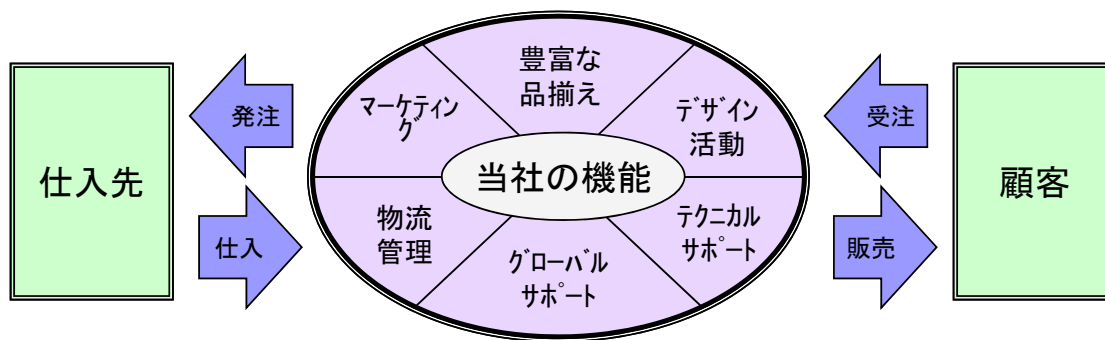 仕入先
発注
仕入
マーケティン
グ
豊富な
品揃え
デザイン
活動
当社の機能
物流
管理
グローバル
サポート
テクニカル
サポート
受注
販売
顧客